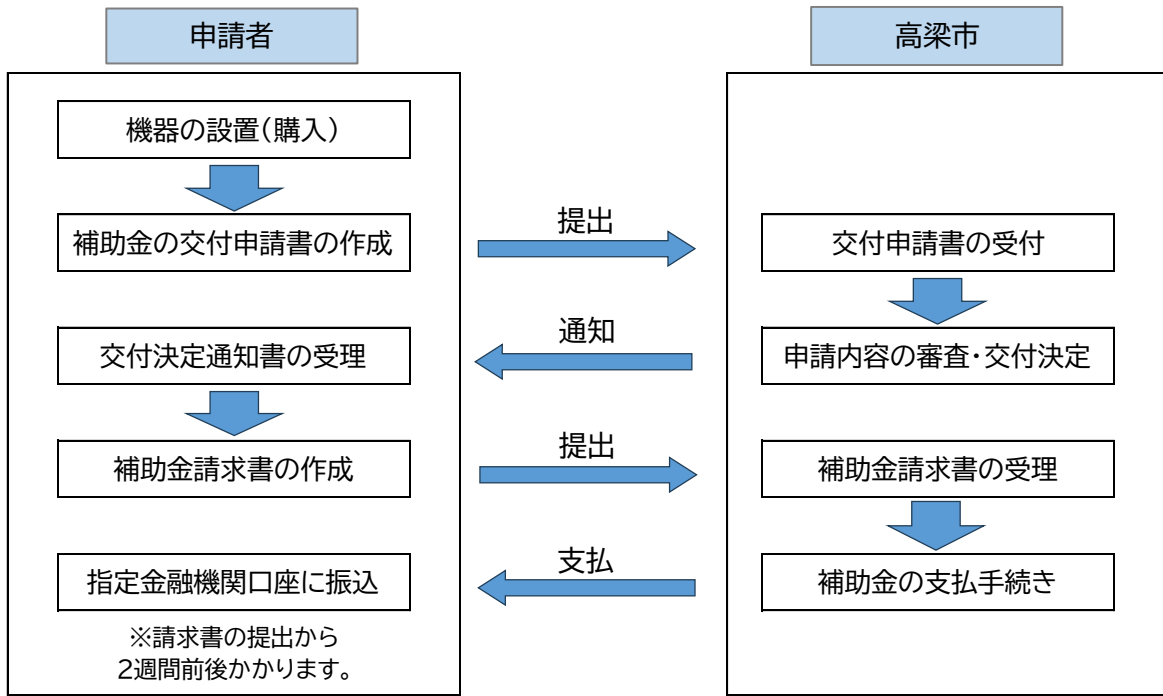 申請者
高梁市
機器の設置(購入)
補助金の交付申請書の作成
提出
交付申請書の受付
交付決定通知書の受理
通知
申請内容の審査・交付決定
補助金請求書の作成
提出
補助金請求書の受理
指定金融機関口座に振込
支払
補助金の支払手続き
※請求書の提出から
2週間前後かかります。